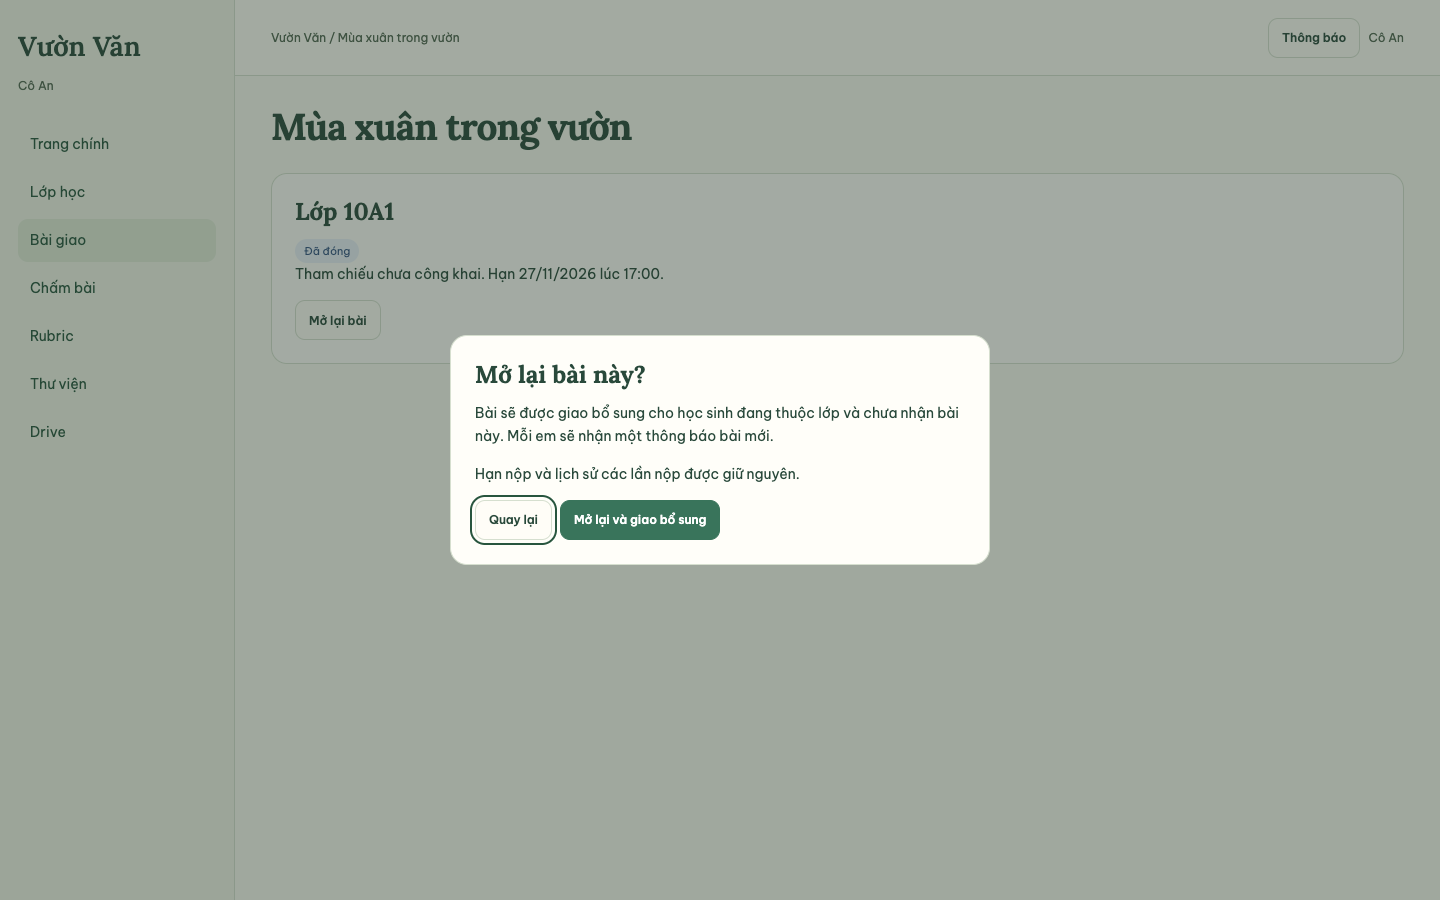 Vườn Văn
Cô An
Trang chính
Lớp học
Bài giao
Chấm bài
Rubric
Thư viện
Drive
Vườn Văn / Mùa xuân trong vườn
Thông báo
Cô An
Mùa xuân trong vườn
Lớp 10A1
Đã đóng
Tham chiếu chưa công khai. Hạn 27/11/2026 lúc 17:00.
Mở lại bài
Mở lại bài này?
Bài sẽ được giao bổ sung cho học sinh đang thuộc lớp và chưa nhận bài
này. Mỗi em sẽ nhận một thông báo bài mới.
Hạn nộp và lịch sử các lần nộp được giữ nguyên.
Quay lại
Mở lại và giao bổ sung